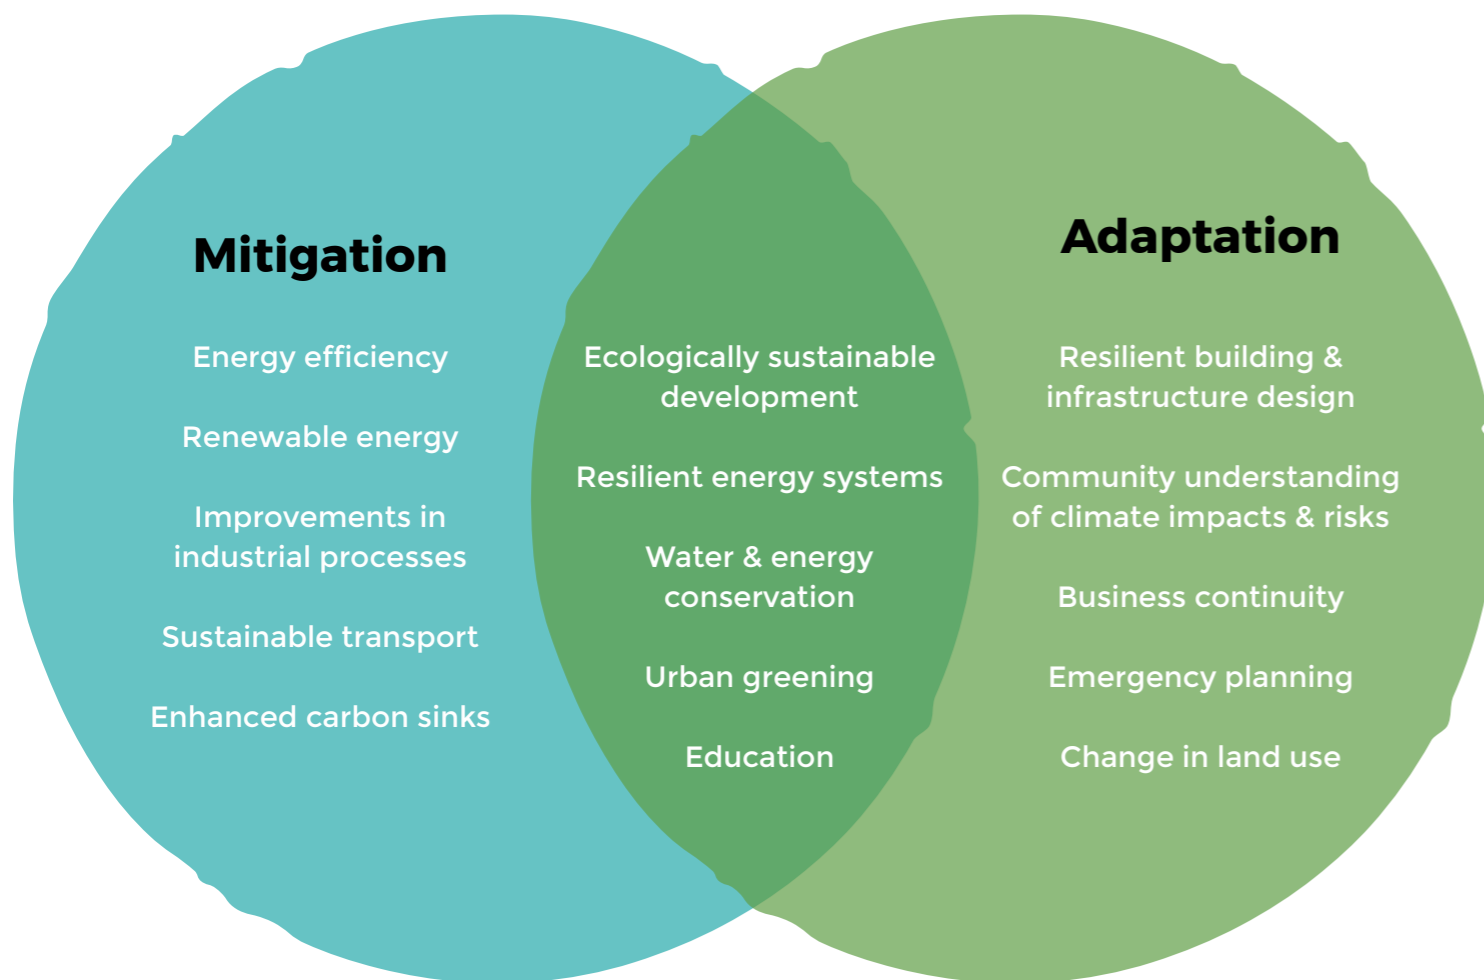 Mitigation
Energy efficiency
Renewable energy
Improvements in
industrial processes
Sustainable transport
Enhanced carbon sinks
Ecologically sustainable
development
Resilient energy systems
Water & energy
conservation
Urban greening
Education
Adaptation
Resilient building &
infrastructure design
Community understanding
of climate impacts & risks
Business continuity
Emergency planning
Change in land use